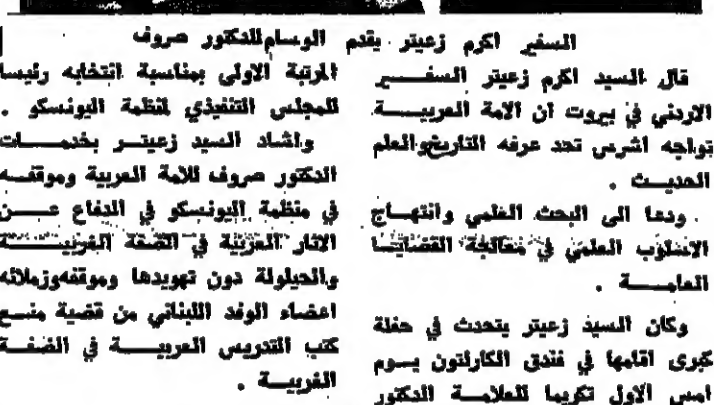 السفير اكرم زعيتر يقدم الوسام للدكتور صروف
قال السيد اكرم زعيتر السفير
الاردني في بيروت ان الامة العربية
تواجه اشرس تحد عرفه التاريخ والعلم
الحديث .
ودعا الى البحث العلمي وانتهاج
الاسلوب العلمي في معالجة القضايا
العامة .
وكان السيد زعيتر يتحدث في حفلة
كبرى اقامها في فندق الكارلتون يوم
امس الاول تكريما للعلامة الدكتور
المرتبة الاولى بمناسبة انتخابه رئيسا
للمجلس التنفيذي لمنظمة اليونسكو .
واشاد السيد زعيتر بخدمات
الدكتور صروف للامة العربية وموقفه
في منظمة اليونسكو في الدفاع عن
الاثار العربية في الضفة الغربية
والحيلولة دون تهويدها وموقفه وزملائه
اعضاء الوفد اللبناني من قضية منع
كتب التدريس العربية في الضفة
الغربية .